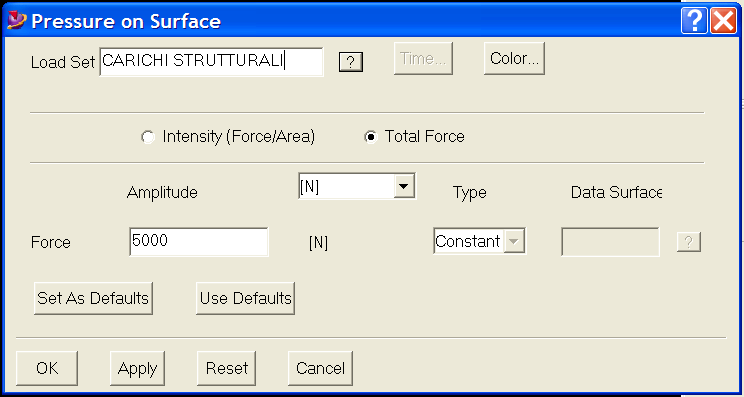 Pressure on Surface
Load Set CARICHI STRUTTURALI ? Time... Color...
Intensity (Force/Area) Total Force
Amplitude [N] Type Data Surface
Force 5000 [N] Constant ?
Set As Defaults Use Defaults
OK Apply Reset Cancel